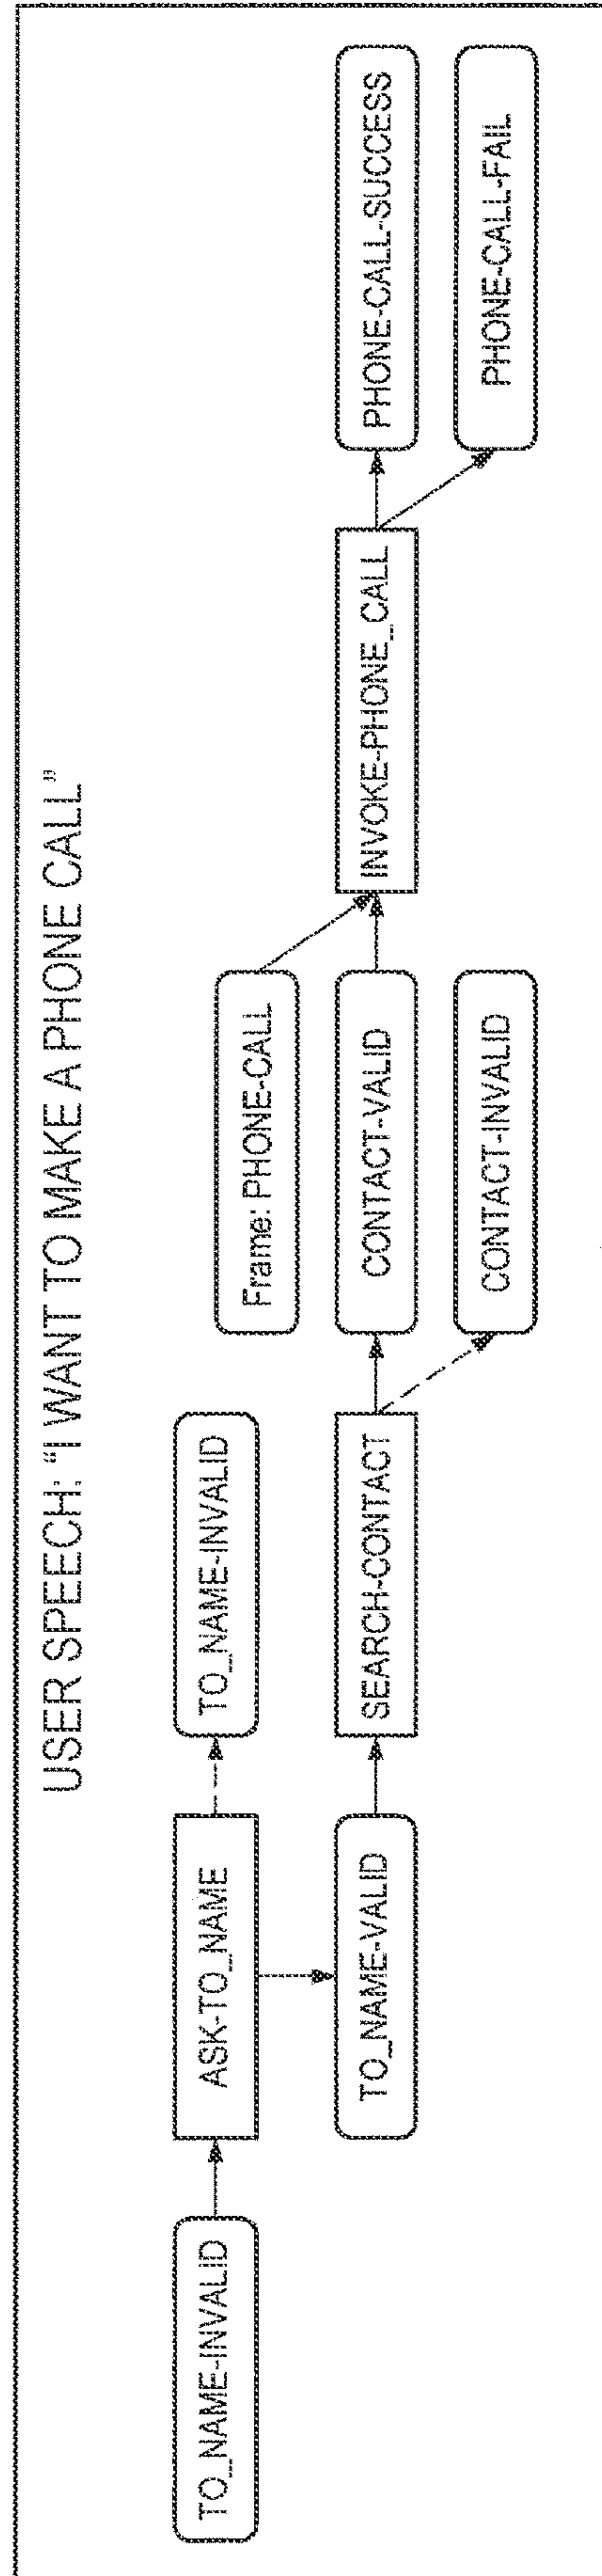 USER SPEECH: "I WANT TO MAKE A PHONE CALL"
TO_NAME-INVALID
ASK-TO_NAME
TO_NAME-INVALID
TO_NAME-VALID
SEARCH-CONTACT
Frame: PHONE-CALL
CONTACT-VALID
CONTACT-INVALID
INVOKE-PHONE_CALL
PHONE-CALL-SUCCESS
PHONE-CALL-FAIL